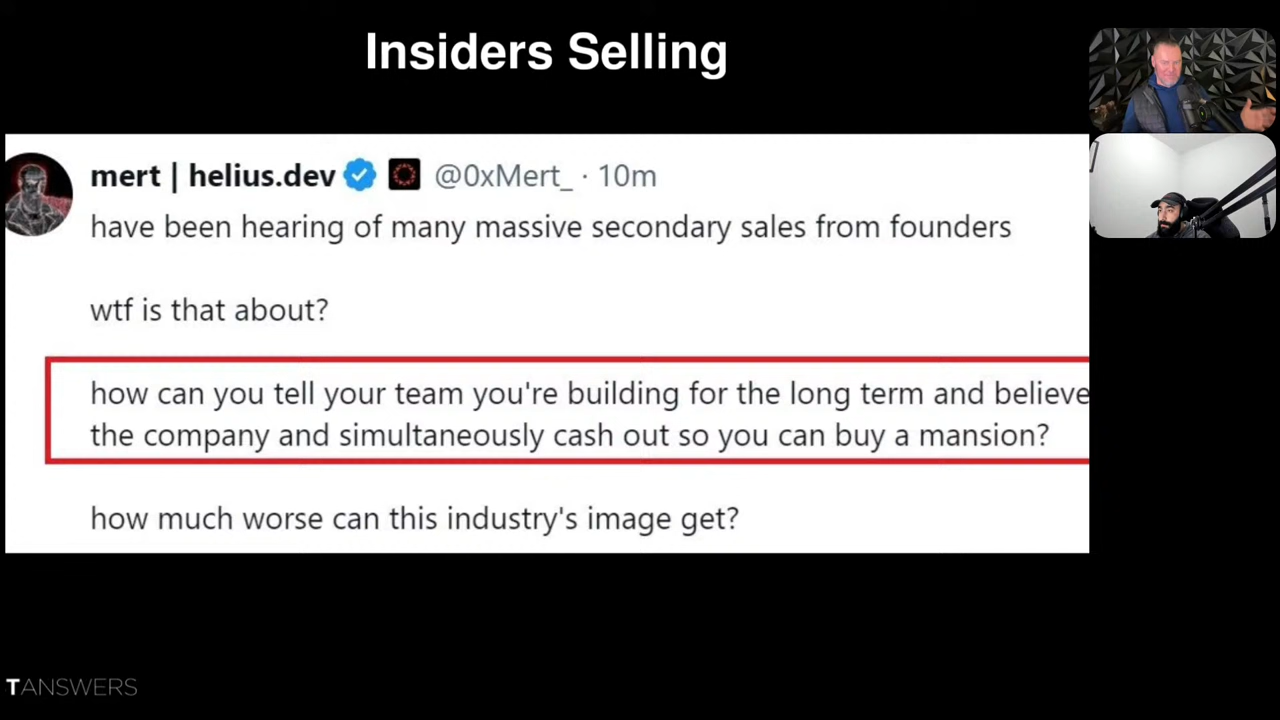 Insiders Selling
mert | helius.dev @0xMert_ · 10m
have been hearing of many massive secondary sales from founders
wtf is that about?
how can you tell your team you're building for the long term and believe
the company and simultaneously cash out so you can buy a mansion?
how much worse can this industry's image get?
TANSWERS